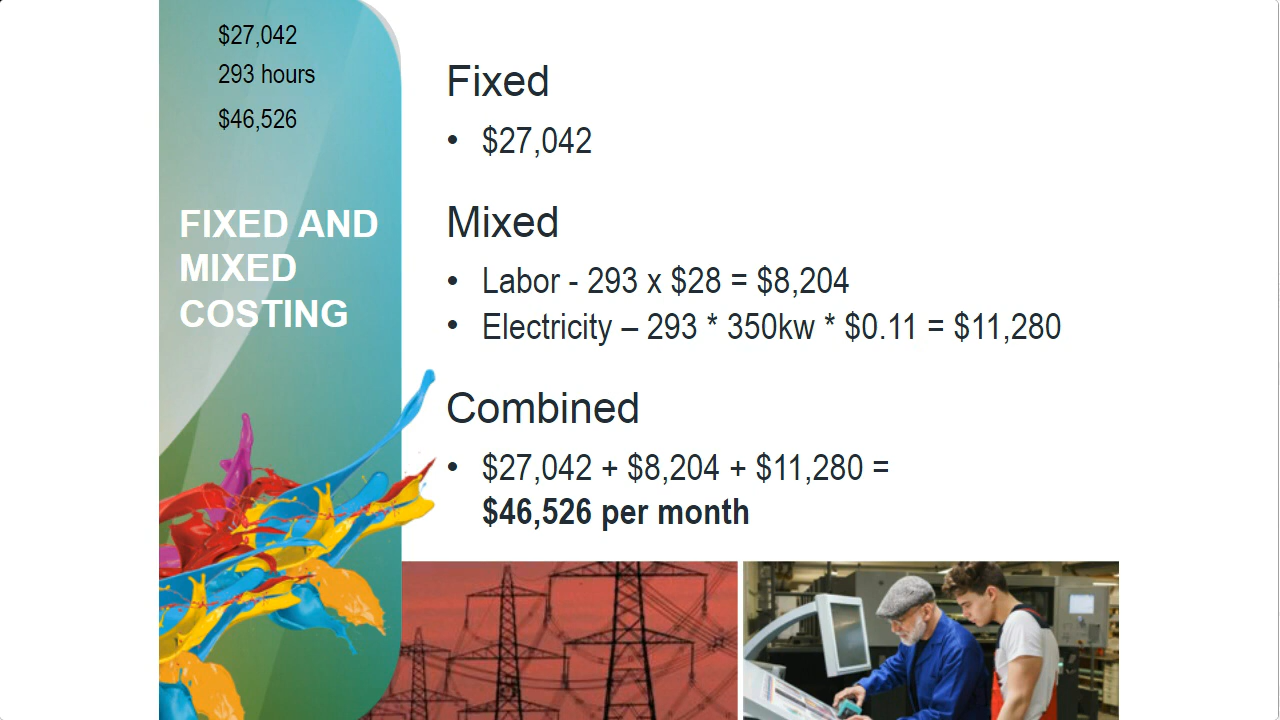 $27,042
293 hours
$46,526
FIXED AND
MIXED
COSTING
Fixed
• $27,042
Mixed
• Labor - 293 x $28 = $8,204
• Electricity – 293 * 350kw * $0.11 = $11,280
Combined
• $27,042 + $8,204 + $11,280 =
$46,526 per month